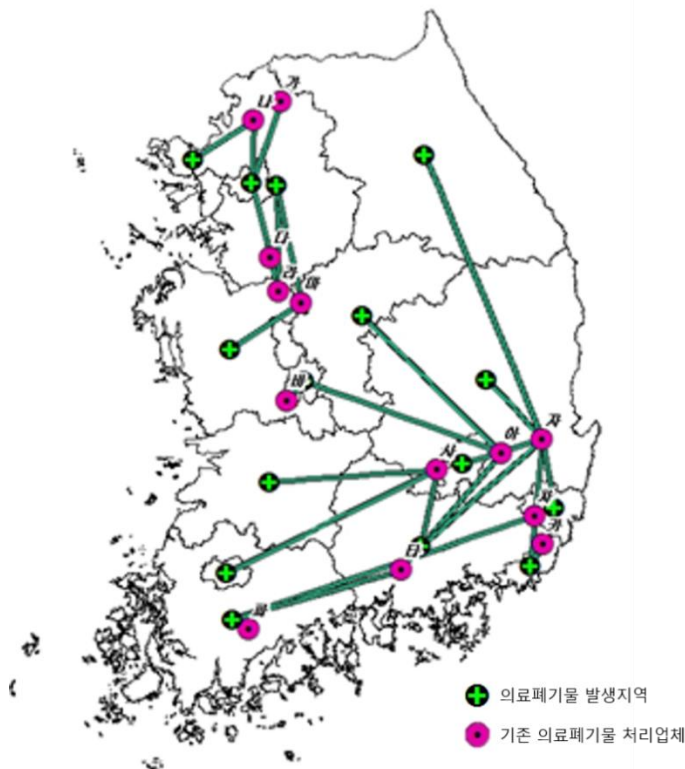 가
나
다
라
마
바
사
아
자
차
카
타
파
의료폐기물 발생지역
기존 의료폐기물 처리업체